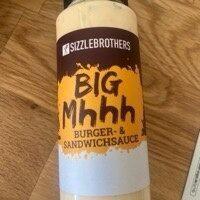 SIZZLEBROTHERS
BIG
Mhhh
BURGER- &
SANDWICHSAUCE